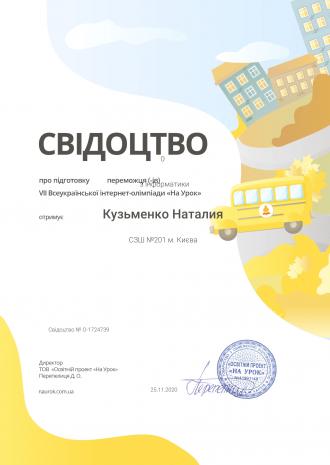 СВІДОЦТВО
0
про підготовку переможця (-ів)
з інформатики
VII Всеукраїнської інтернет-олімпіади «На Урок»
отримує Кузьменко Наталия
СЗШ №201 м. Києва
Свідоцтво № O-1724739
Директор
ТОВ «Освітній проект «На Урок»
Перепелиця Д. О.
naurok.com.ua
25.11.2020
«ОСВІТНІЙ ПРОЕКТ
«НА УРОК»